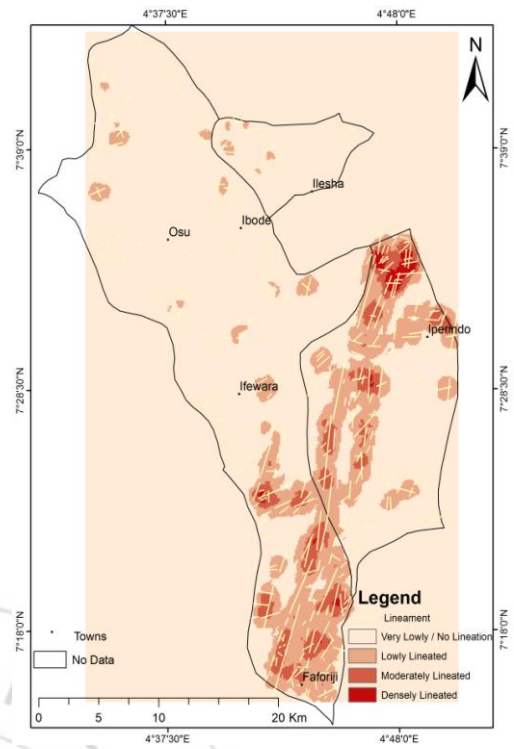 4°37'30"E
4°48'0"E
N
7°39'0"N
7°39'0"N
Ilesha
Ibode
Osu
Iperindo
7°28'30"N
7°28'30"N
Ifewara
Legend
Lineament
Very Lowly / No Lineation
Lowly Lineated
Moderately Lineated
Densely Lineated
7°18'0"N
7°18'0"N
Towns
No Data
Faforiji
0 5 10 20 Km
4°37'30"E
4°48'0"E